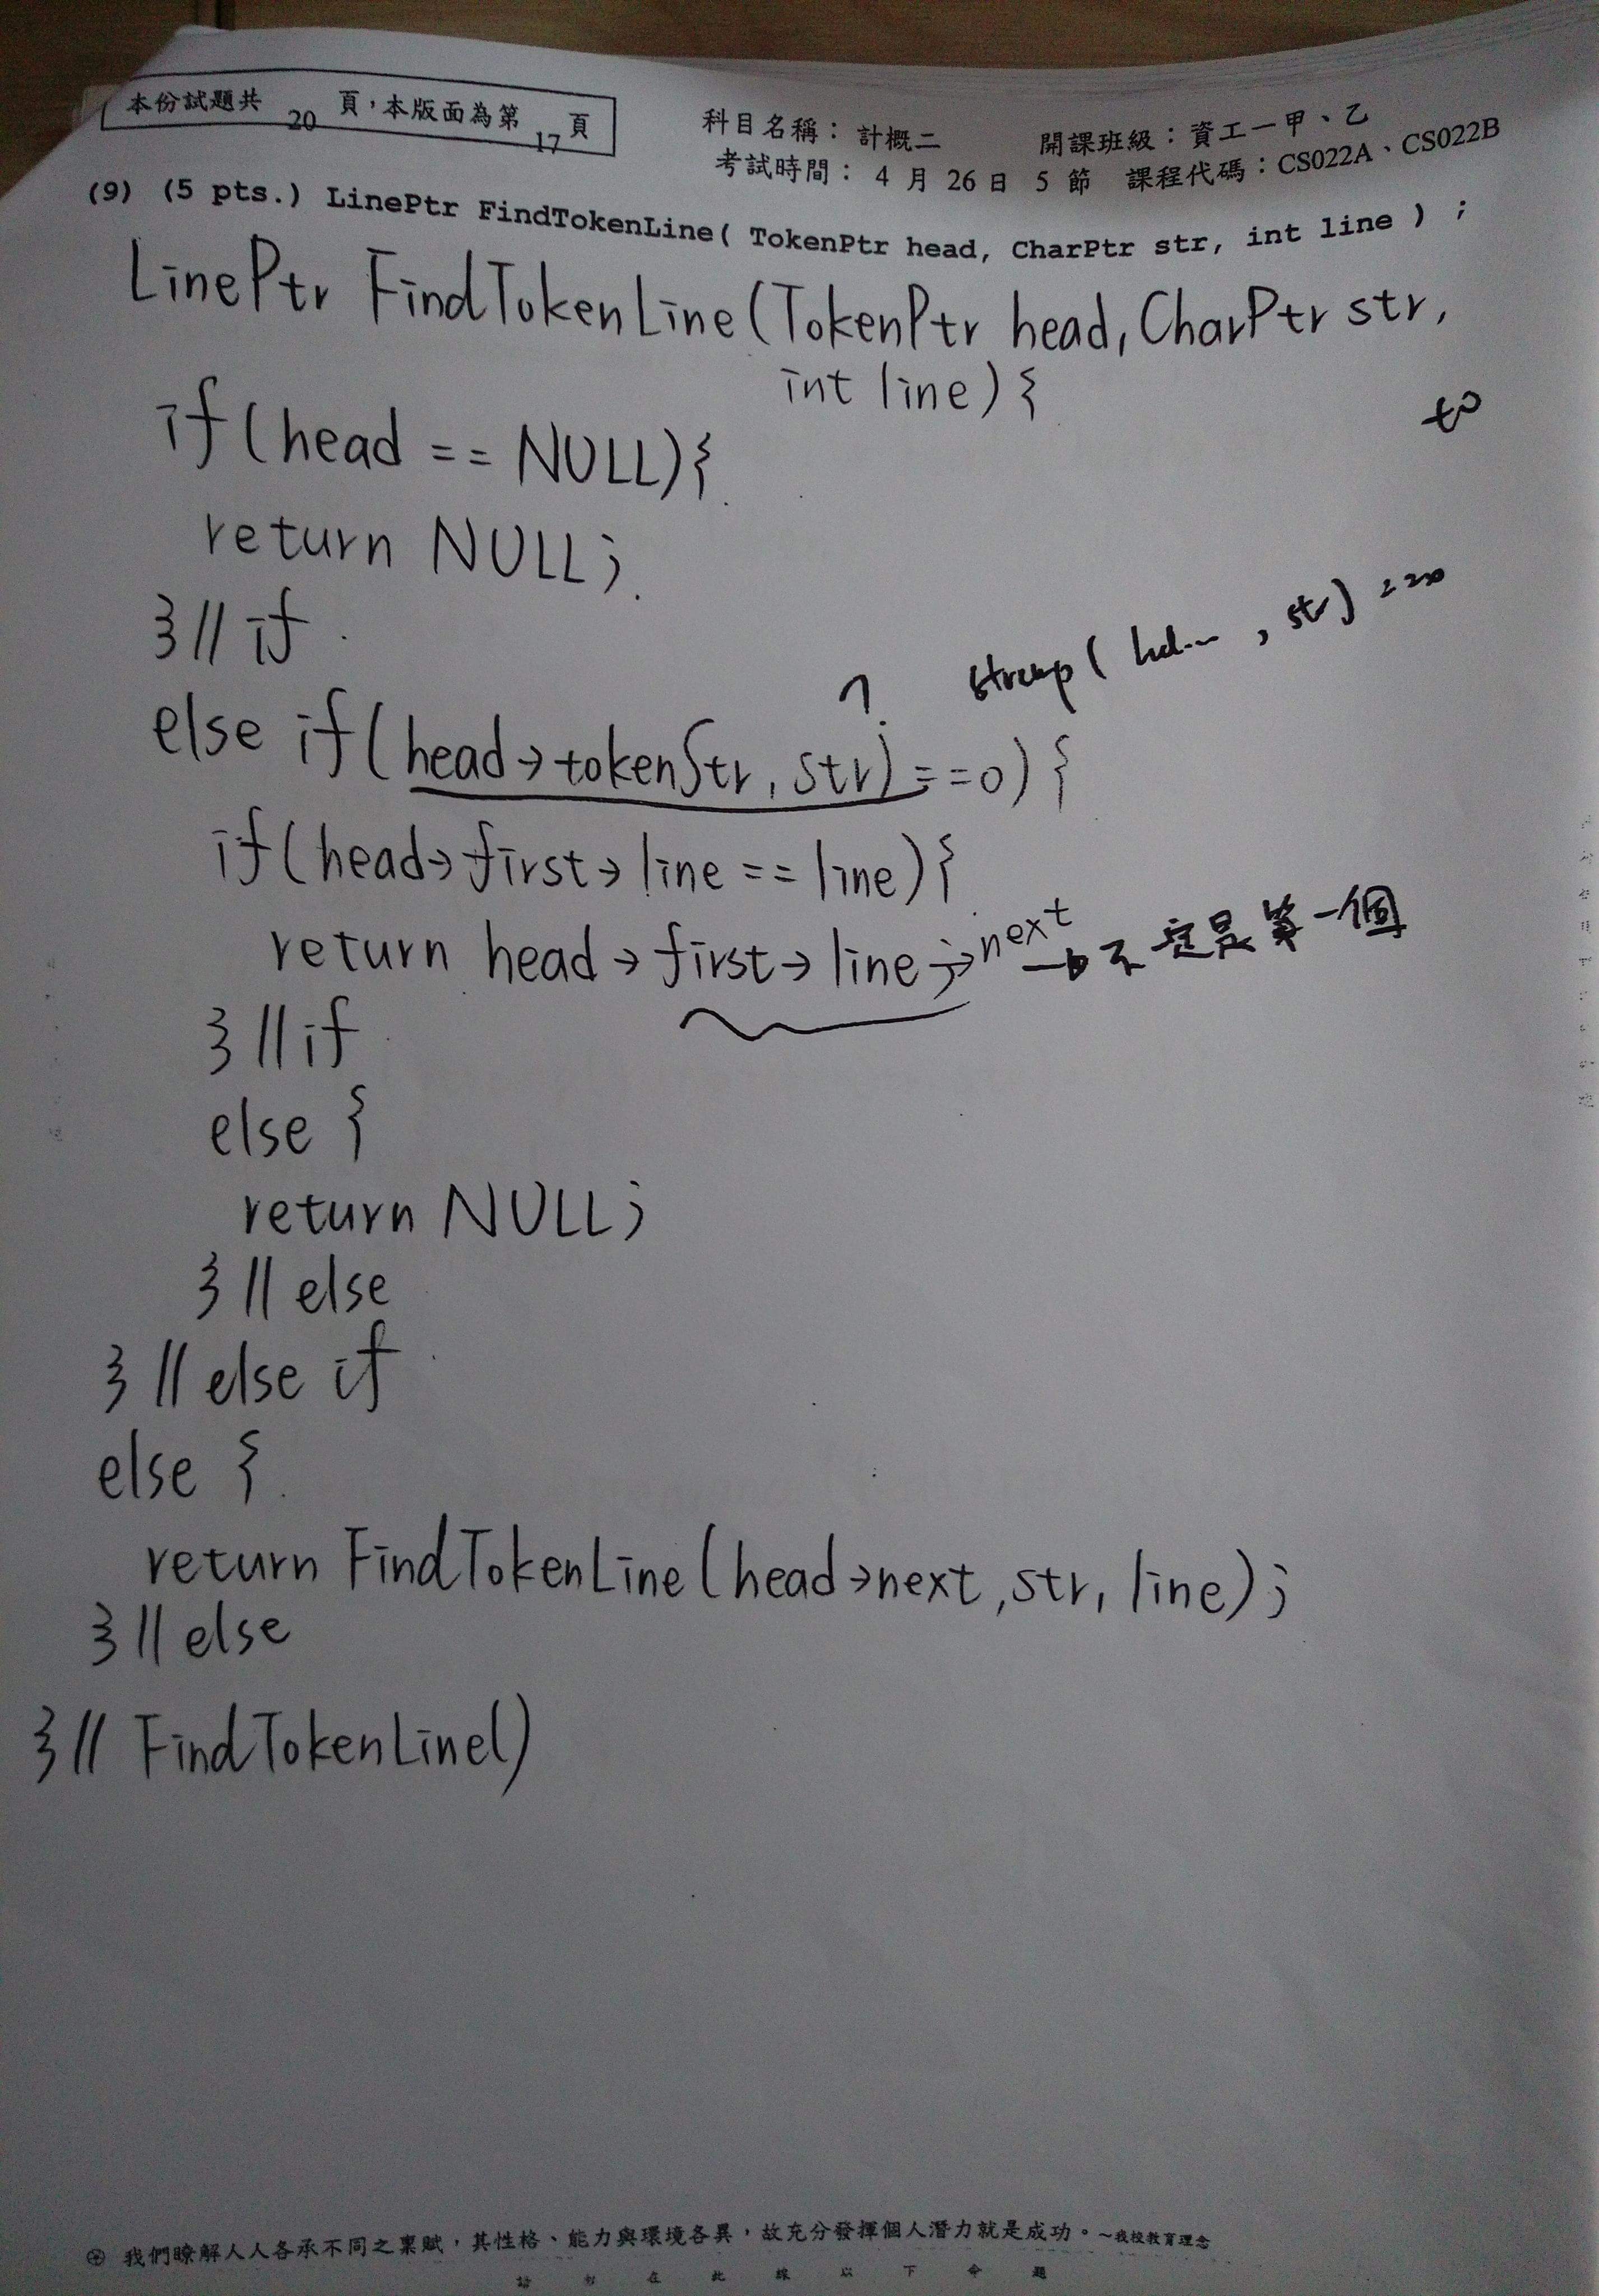 本份試題共 20 頁，本版面為第 17 頁
科目名稱：計概二 開課班級：資工一甲、乙
考試時間：4 月 26 日 5 節 課程代碼：CS022A、CS022B
(9) (5 pts.) LinePtr FindTokenLine( TokenPtr head, CharPtr str, int line ) ;
LinePtr FindTokenLine(TokenPtr head, CharPtr str,
int line){
if(head == NULL){
return NULL;
}//if
strcmp( hd... , str) ==0
else if(head->tokenStr, str)==0){
if(head->first->line == line){
return head->first->line;->next → 不一定是第一個
}//if
else {
return NULL;
}//else
}//else if
else {
return FindTokenLine(head->next, str, line);
}//else
}// FindTokenLine()
我們瞭解人人各承不同之稟賦，其性格、能力與環境各異，故充分發揮個人潛力就是成功。～我校教育理念
請勿在此線以下命題